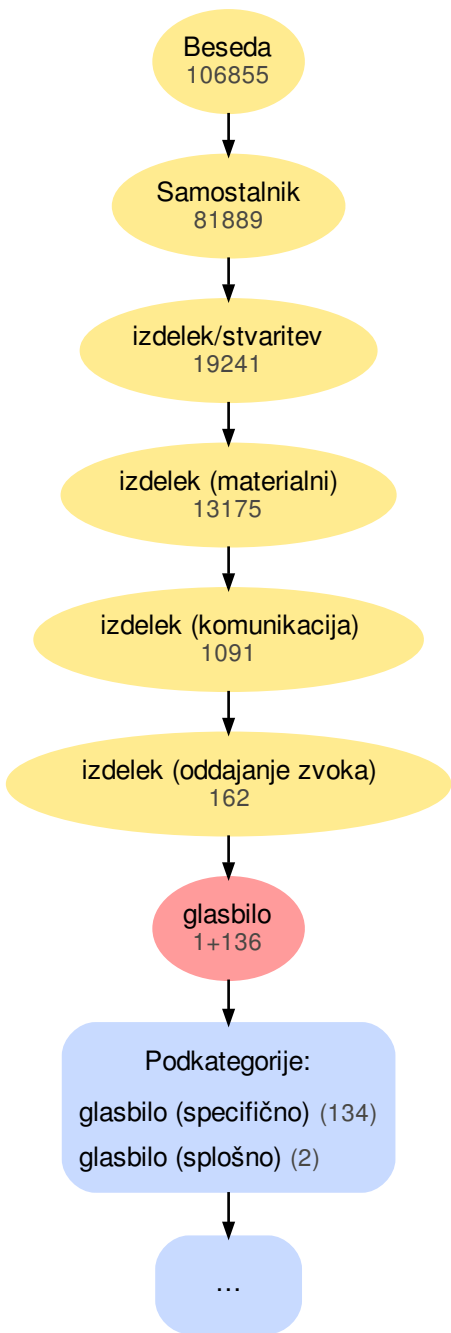 Beseda
106855
Samostalnik
81889
izdelek/stvaritev
19241
izdelek (materialni)
13175
izdelek (komunikacija)
1091
izdelek (oddajanje zvoka)
162
glasbilo
1+136
Podkategorije:
glasbilo (specifično) (134)
glasbilo (splošno) (2)
...